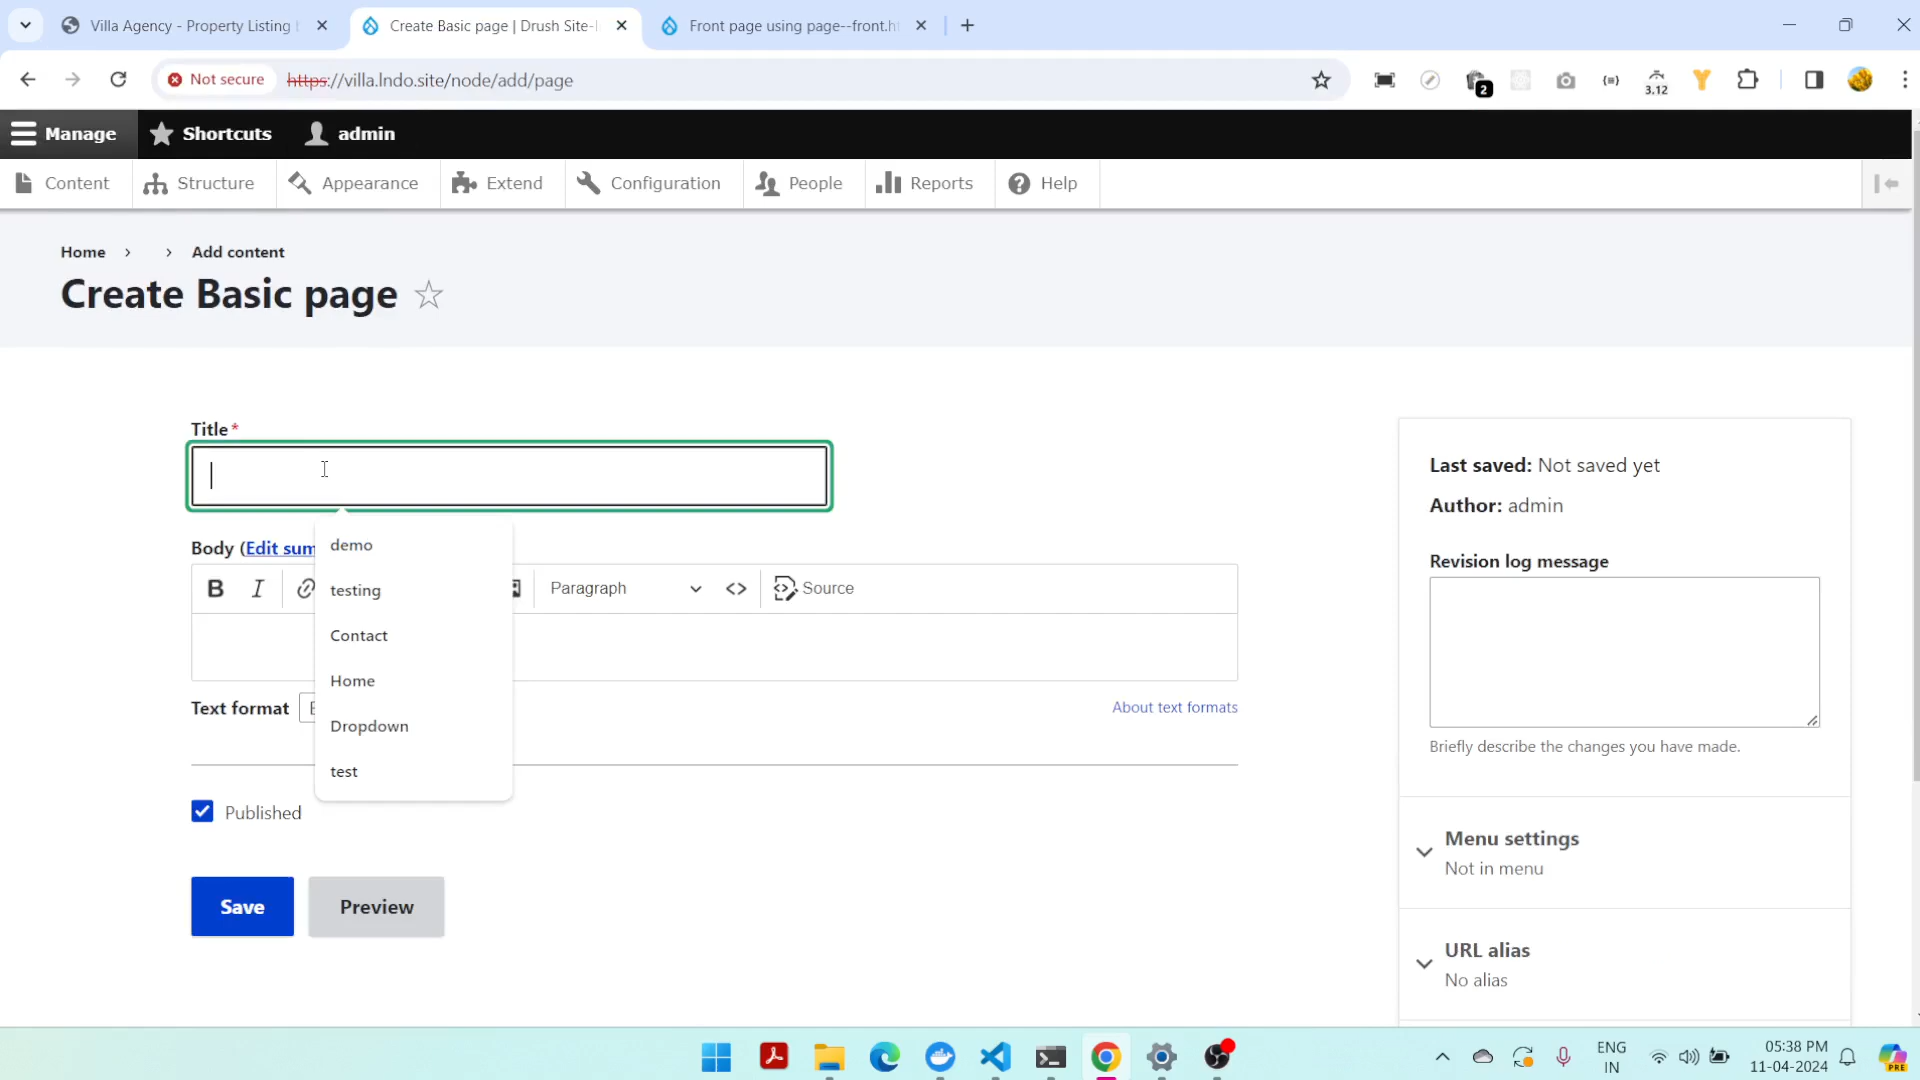 Villa Agency - Property Listing
Create Basic page | Drush Site-
Front page using page--front.h
Not secure
https://villa.lndo.site/node/add/page
2
3.12
Manage
Shortcuts
admin
Content
Structure
Appearance
Extend
Configuration
People
Reports
Help
Home › › Add content
Create Basic page
Title*
demo
testing
Contact
Home
Dropdown
test
Body (Edit sum
B I
Paragraph
Source
Text format
About text formats
Published
Save
Preview
Last saved: Not saved yet
Author: admin
Revision log message
Briefly describe the changes you have made.
Menu settings
Not in menu
URL alias
No alias
ENG
IN
05:38 PM
11-04-2024
PRE